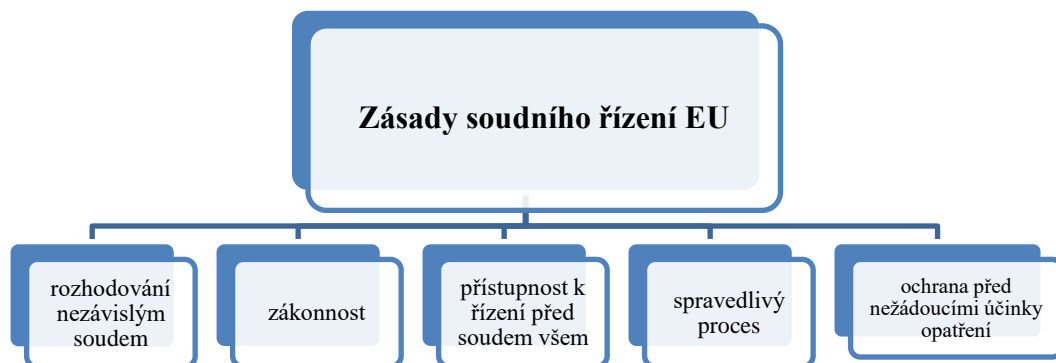 Zásady soudního řízení EU
rozhodování
nezávislým
soudem
zákonnost
přístupnost k
řízení před
soudem všem
spravedlivý
proces
ochrana před
nežádoucími účinky
opatření